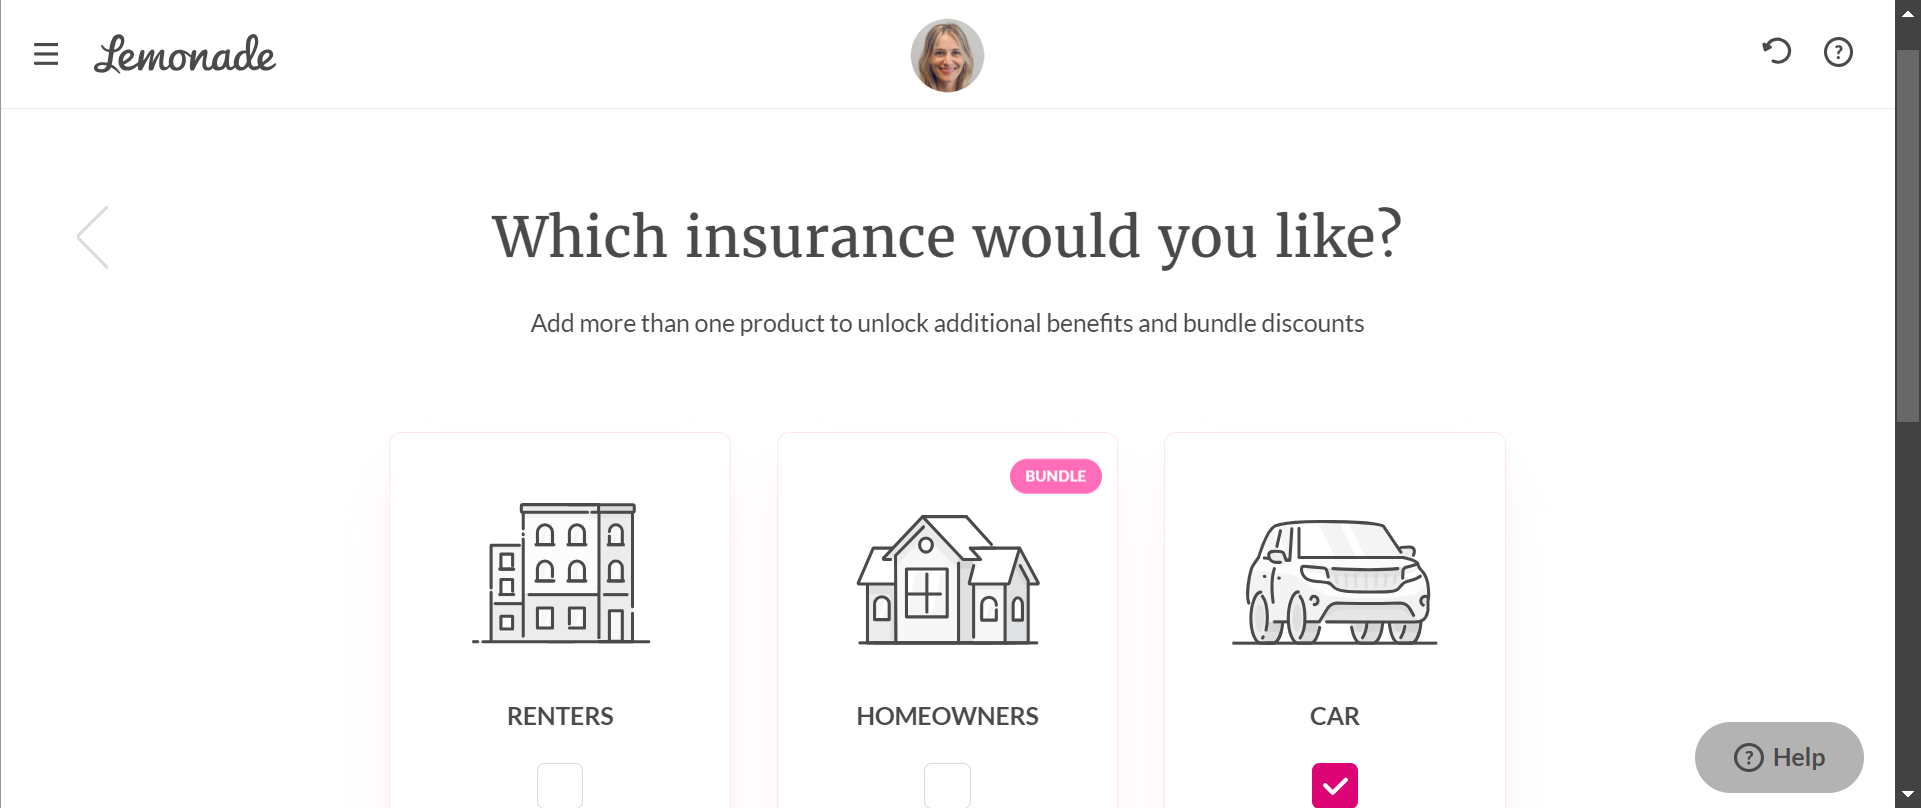 Lemonade
Which insurance would you like?
Add more than one product to unlock additional benefits and bundle discounts
BUNDLE
RENTERS
HOMEOWNERS
CAR
? Help